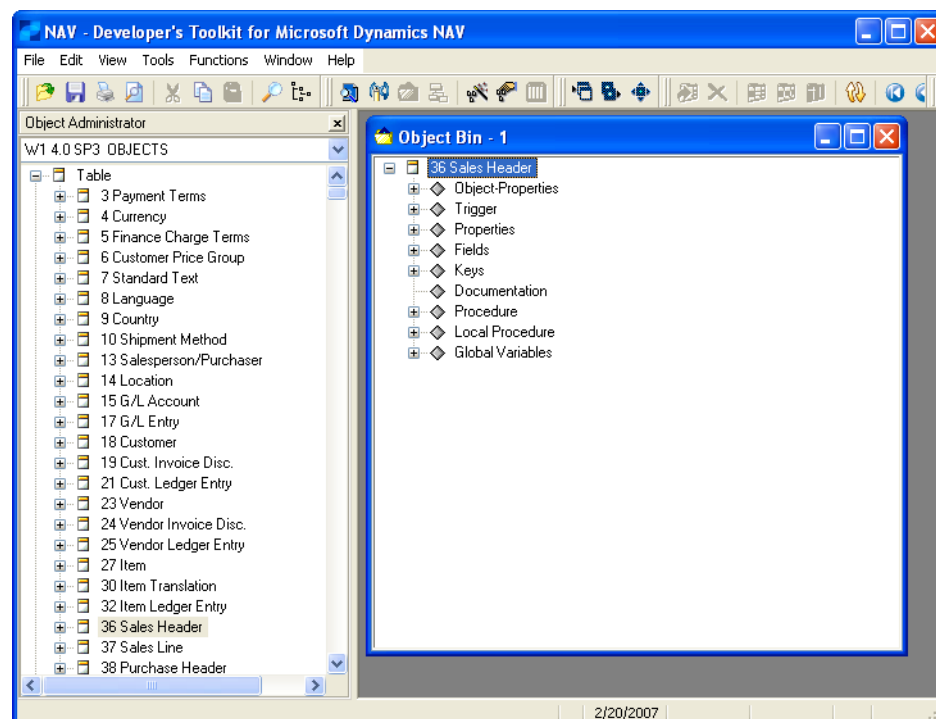 NAV - Developer's Toolkit for Microsoft Dynamics NAV
File Edit View Tools Functions Window Help
Object Administrator
W1 4.0 SP3 OBJECTS
Table
3 Payment Terms
4 Currency
5 Finance Charge Terms
6 Customer Price Group
7 Standard Text
8 Language
9 Country
10 Shipment Method
13 Salesperson/Purchaser
14 Location
15 G/L Account
17 G/L Entry
18 Customer
19 Cust. Invoice Disc.
21 Cust. Ledger Entry
23 Vendor
24 Vendor Invoice Disc.
25 Vendor Ledger Entry
27 Item
30 Item Translation
32 Item Ledger Entry
36 Sales Header
37 Sales Line
38 Purchase Header
Object Bin - 1
36 Sales Header
Object-Properties
Trigger
Properties
Fields
Keys
Documentation
Procedure
Local Procedure
Global Variables
2/20/2007